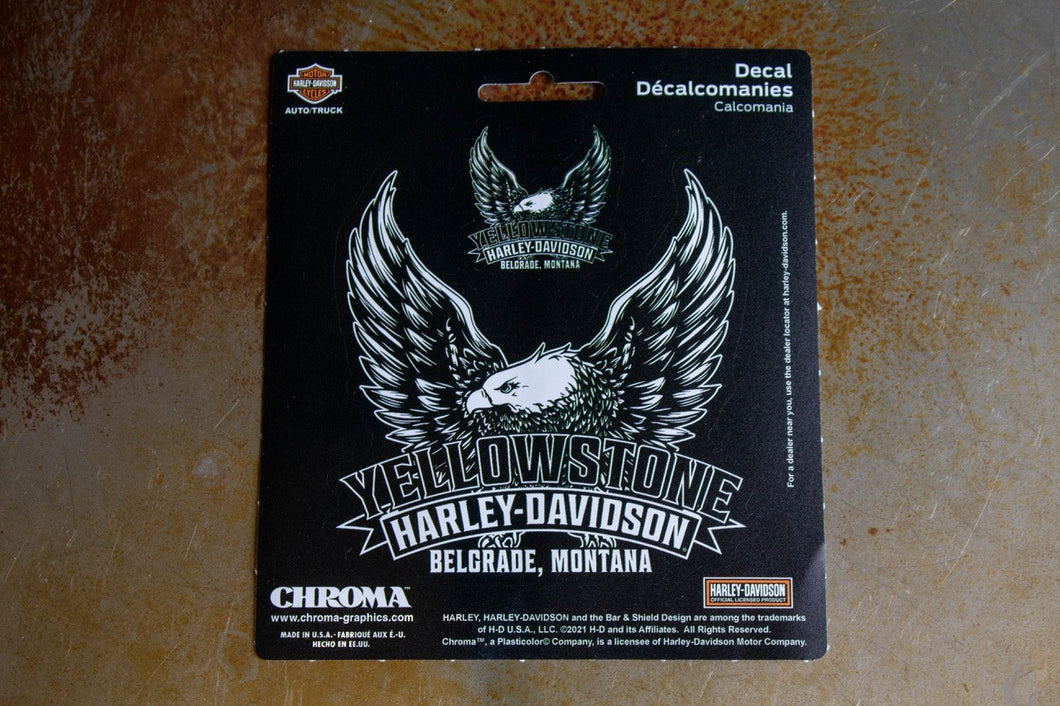 MOTOR
HARLEY-DAVIDSON
CYCLES
AUTO/TRUCK
Decal
Décalcomanies
Calcomania
YELLOWSTONE
HARLEY-DAVIDSON
BELGRADE, MONTANA
For a dealer near you, use the dealer locator at harley-davidson.com.
YELLOWSTONE
HARLEY-DAVIDSON
BELGRADE, MONTANA
CHROMA™
www.chroma-graphics.com
MADE IN U.S.A. • FABRIQUÉ AUX É.-U.
HECHO EN EE.UU.
HARLEY-DAVIDSON
OFFICIAL LICENSED PRODUCT
HARLEY, HARLEY-DAVIDSON and the Bar & Shield Design are among the trademarks
of H-D U.S.A., LLC. ©2021 H-D and its Affiliates. All Rights Reserved.
Chroma™, a Plasticolor© Company, is a licensee of Harley-Davidson Motor Company.